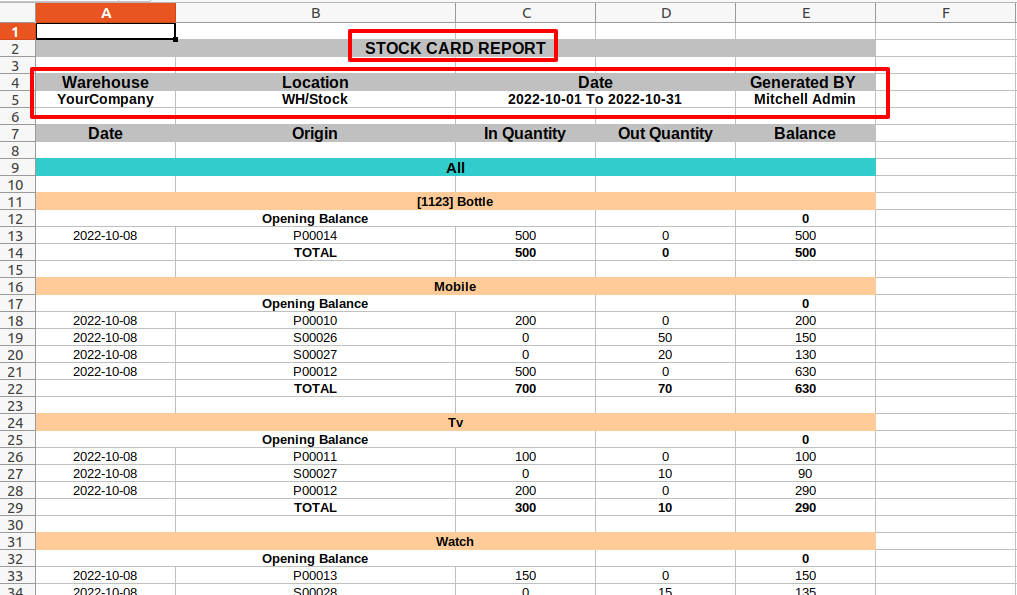 A B C D E F
1
2 STOCK CARD REPORT
3
4 Warehouse Location Date Generated BY
5 YourCompany WH/Stock 2022-10-01 To 2022-10-31 Mitchell Admin
6
7 Date Origin In Quantity Out Quantity Balance
8
9 All
10
11 [1123] Bottle
12 Opening Balance 0
13 2022-10-08 P00014 500 0 500
14 TOTAL 500 0 500
15
16 Mobile
17 Opening Balance 0
18 2022-10-08 P00010 200 0 200
19 2022-10-08 S00026 0 50 150
20 2022-10-08 S00027 0 20 130
21 2022-10-08 P00012 500 0 630
22 TOTAL 700 70 630
23
24 Tv
25 Opening Balance 0
26 2022-10-08 P00011 100 0 100
27 2022-10-08 S00027 0 10 90
28 2022-10-08 P00012 200 0 290
29 TOTAL 300 10 290
30
31 Watch
32 Opening Balance 0
33 2022-10-08 P00013 150 0 150
34 2022-10-08 S00028 0 15 135